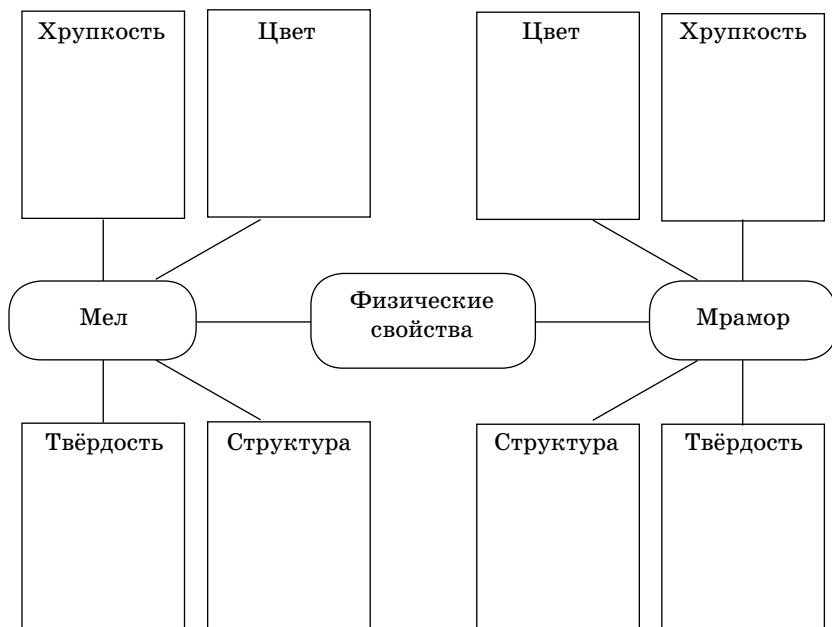 Хрупкость
Цвет
Цвет
Хрупкость
Мел
Физические
свойства
Мрамор
Твёрдость
Структура
Структура
Твёрдость